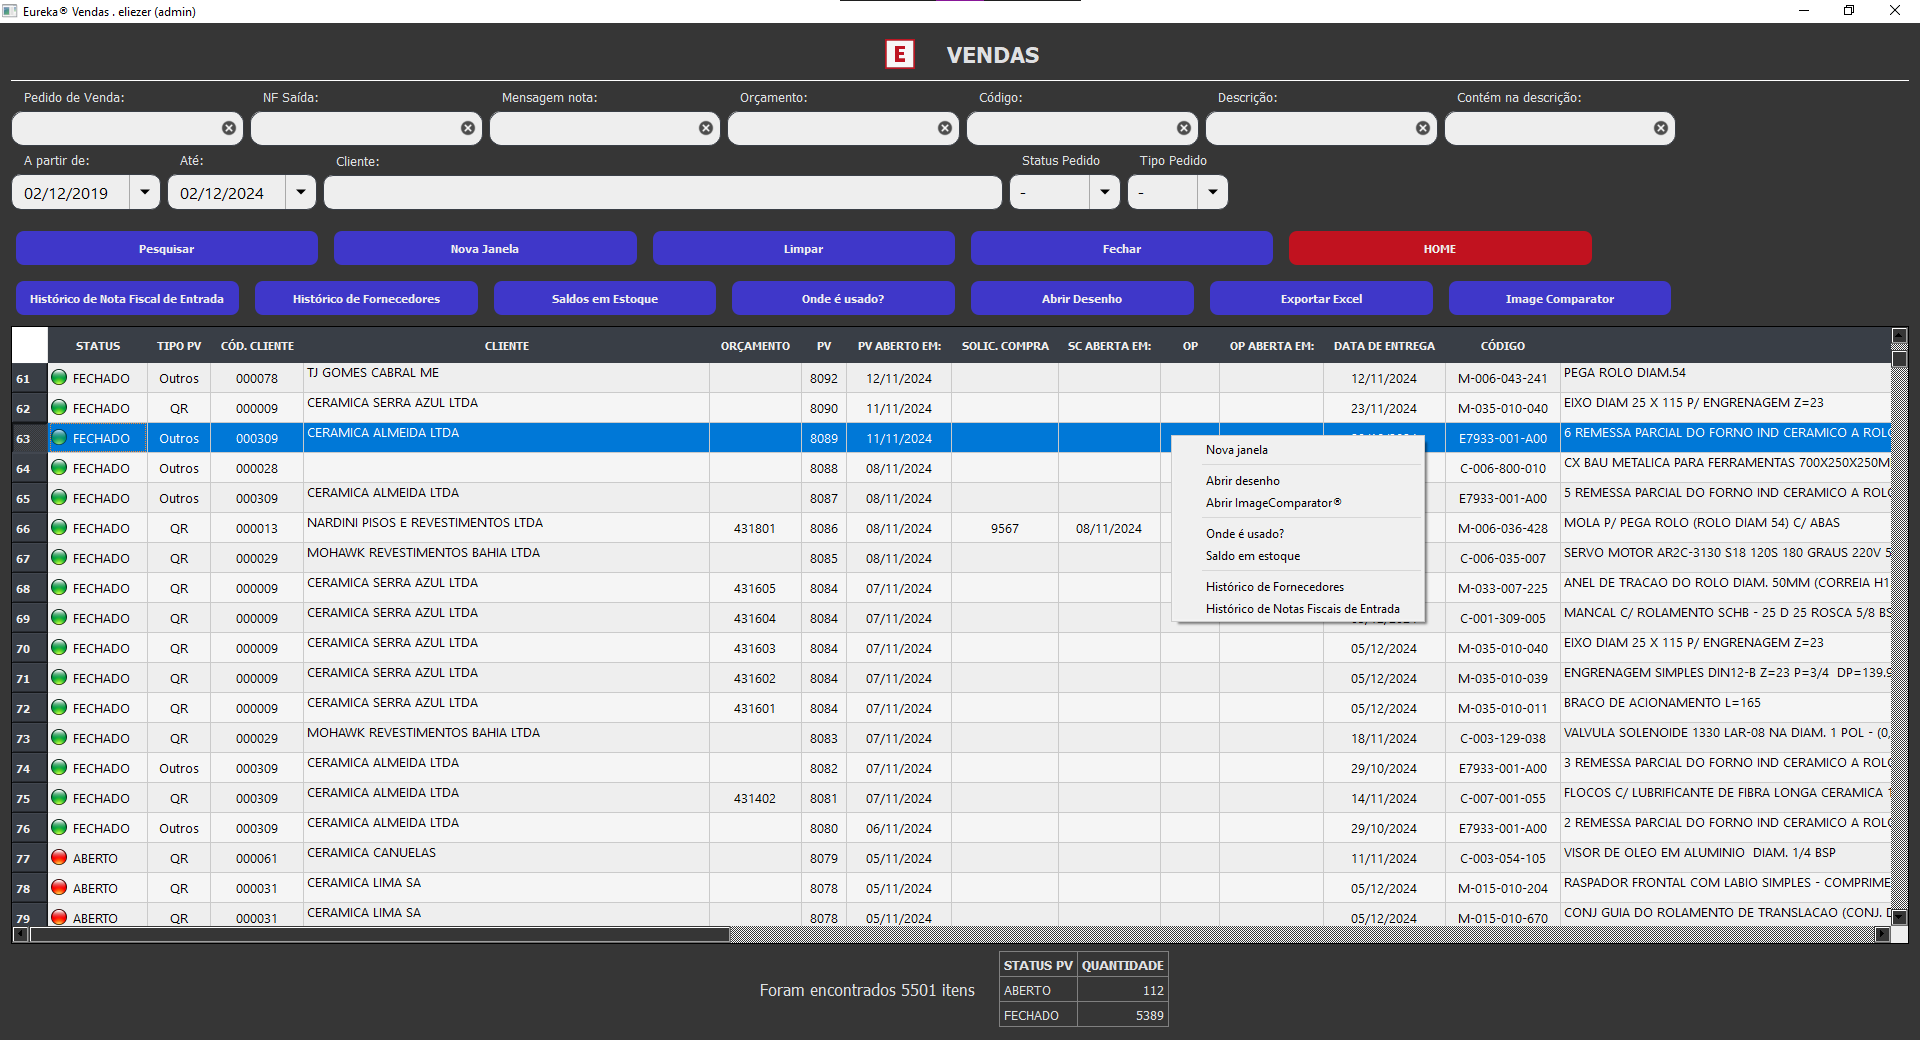 Eureka® Vendas . eliezer (admin)
E VENDAS
Pedido de Venda: NF Saída: Mensagem nota: Orçamento: Código: Descrição: Contém na descrição:
A partir de: Até: Cliente: Status Pedido Tipo Pedido
02/12/2019 02/12/2024 - -
Pesquisar Nova Janela Limpar Fechar HOME
Histórico de Nota Fiscal de Entrada Histórico de Fornecedores Saldos em Estoque Onde é usado? Abrir Desenho Exportar Excel Image Comparator
STATUS TIPO PV CÓD. CLIENTE CLIENTE ORÇAMENTO PV PV ABERTO EM: SOLIC. COMPRA SC ABERTA EM: OP OP ABERTA EM: DATA DE ENTREGA CÓDIGO
61 FECHADO Outros 000078 TJ GOMES CABRAL ME 8092 12/11/2024 12/11/2024 M-006-043-241 PEGA ROLO DIAM.54
62 FECHADO QR 000009 CERAMICA SERRA AZUL LTDA 8090 11/11/2024 23/11/2024 M-035-010-040 EIXO DIAM 25 X 115 P/ ENGRENAGEM Z=23
63 FECHADO Outros 000309 CERAMICA ALMEIDA LTDA 8089 11/11/2024 E7933-001-A00 6 REMESSA PARCIAL DO FORNO IND CERAMICO A ROLO
64 FECHADO Outros 000028 8088 08/11/2024 C-006-800-010 CX BAU METALICA PARA FERRAMENTAS 700X250X250M
65 FECHADO Outros 000309 CERAMICA ALMEIDA LTDA 8087 08/11/2024 E7933-001-A00 5 REMESSA PARCIAL DO FORNO IND CERAMICO A ROLO
66 FECHADO QR 000013 NARDINI PISOS E REVESTIMENTOS LTDA 431801 8086 08/11/2024 9567 08/11/2024 M-006-036-428 MOLA P/ PEGA ROLO (ROLO DIAM 54) C/ ABAS
67 FECHADO QR 000029 MOHAWK REVESTIMENTOS BAHIA LTDA 8085 08/11/2024 C-006-035-007 SERVO MOTOR AR2C-3130 S18 120S 180 GRAUS 220V 5
68 FECHADO QR 000009 CERAMICA SERRA AZUL LTDA 431605 8084 07/11/2024 M-033-007-225 ANEL DE TRACAO DO ROLO DIAM. 50MM (CORREIA H1
69 FECHADO QR 000009 CERAMICA SERRA AZUL LTDA 431604 8084 07/11/2024 C-001-309-005 MANCAL C/ ROLAMENTO SCHB - 25 D 25 ROSCA 5/8 BS
70 FECHADO QR 000009 CERAMICA SERRA AZUL LTDA 431603 8084 07/11/2024 05/12/2024 M-035-010-040 EIXO DIAM 25 X 115 P/ ENGRENAGEM Z=23
71 FECHADO QR 000009 CERAMICA SERRA AZUL LTDA 431602 8084 07/11/2024 05/12/2024 M-035-010-039 ENGRENAGEM SIMPLES DIN12-B Z=23 P=3/4 DP=139.9
72 FECHADO QR 000009 CERAMICA SERRA AZUL LTDA 431601 8084 07/11/2024 05/12/2024 M-035-010-011 BRACO DE ACIONAMENTO L=165
73 FECHADO QR 000029 MOHAWK REVESTIMENTOS BAHIA LTDA 8083 07/11/2024 18/11/2024 C-003-129-038 VALVULA SOLENOIDE 1330 LAR-08 NA DIAM. 1 POL - (0,
74 FECHADO Outros 000309 CERAMICA ALMEIDA LTDA 8082 07/11/2024 29/10/2024 E7933-001-A00 3 REMESSA PARCIAL DO FORNO IND CERAMICO A ROLO
75 FECHADO QR 000309 CERAMICA ALMEIDA LTDA 431402 8081 07/11/2024 14/11/2024 C-007-001-055 FLOCOS C/ LUBRIFICANTE DE FIBRA LONGA CERAMICA
76 FECHADO Outros 000309 CERAMICA ALMEIDA LTDA 8080 06/11/2024 29/10/2024 E7933-001-A00 2 REMESSA PARCIAL DO FORNO IND CERAMICO A ROLO
77 ABERTO QR 000061 CERAMICA CANUELAS 8079 05/11/2024 11/11/2024 C-003-054-105 VISOR DE OLEO EM ALUMINIO DIAM. 1/4 BSP
78 ABERTO QR 000031 CERAMICA LIMA SA 8078 05/11/2024 05/12/2024 M-015-010-204 RASPADOR FRONTAL COM LABIO SIMPLES - COMPRIME
79 ABERTO QR 000031 CERAMICA LIMA SA 8078 05/11/2024 05/12/2024 M-015-010-670 CONJ GUIA DO ROLAMENTO DE TRANSLACAO (CONJ. D
Nova janela
Abrir desenho
Abrir ImageComparator®
Onde é usado?
Saldo em estoque
Histórico de Fornecedores
Histórico de Notas Fiscais de Entrada
Foram encontrados 5501 itens
STATUS PV QUANTIDADE
ABERTO 112
FECHADO 5389